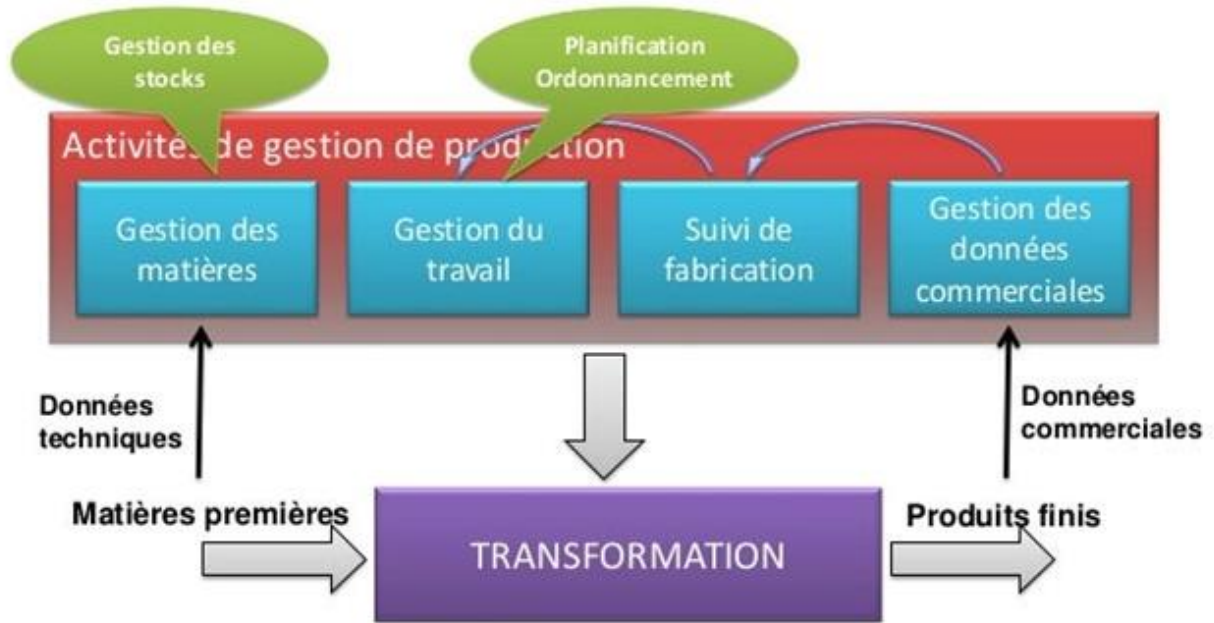 Gestion des
stocks
Planification
Ordonnancement
Activités de gestion de production
Gestion des
matières
Gestion du
travail
Suivi de
fabrication
Gestion des
données
commerciales
Données
techniques
Données
commerciales
Matières premières
TRANSFORMATION
Produits finis